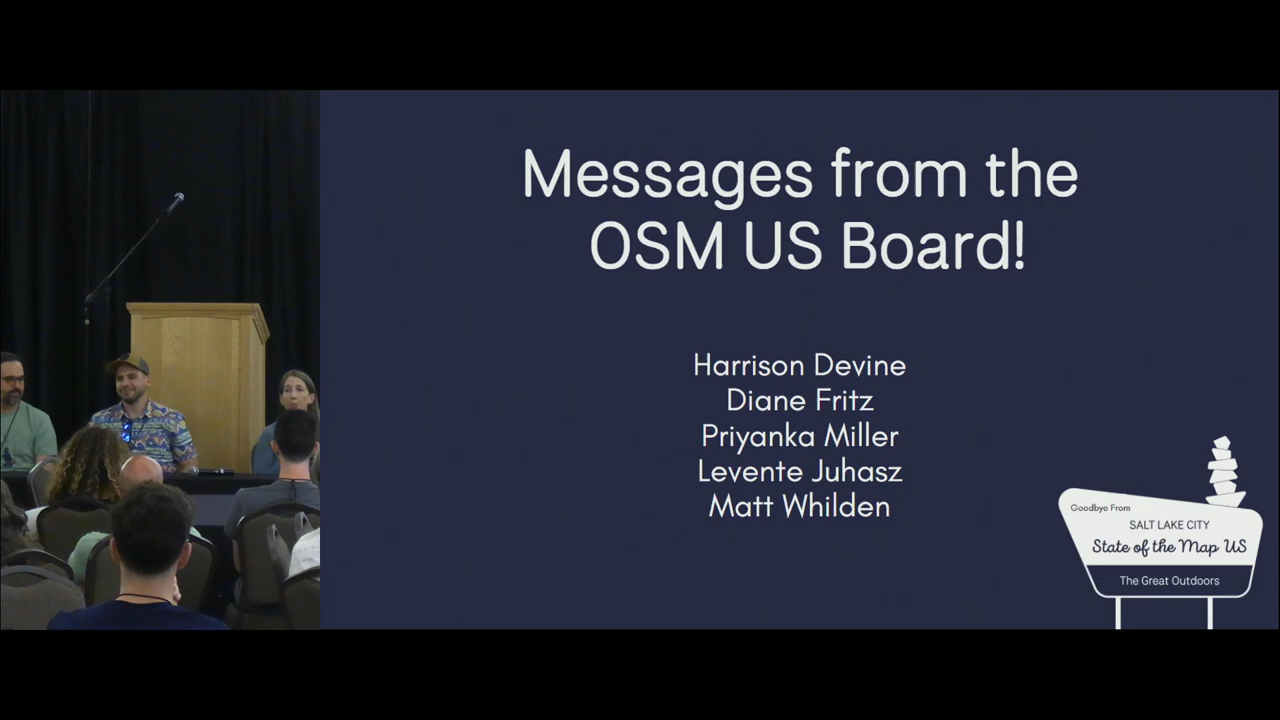 Messages from the
OSM US Board!
Harrison Devine
Diane Fritz
Priyanka Miller
Levente Juhasz
Matt Whilden
Goodbye From
SALT LAKE CITY
State of the Map US
The Great Outdoors